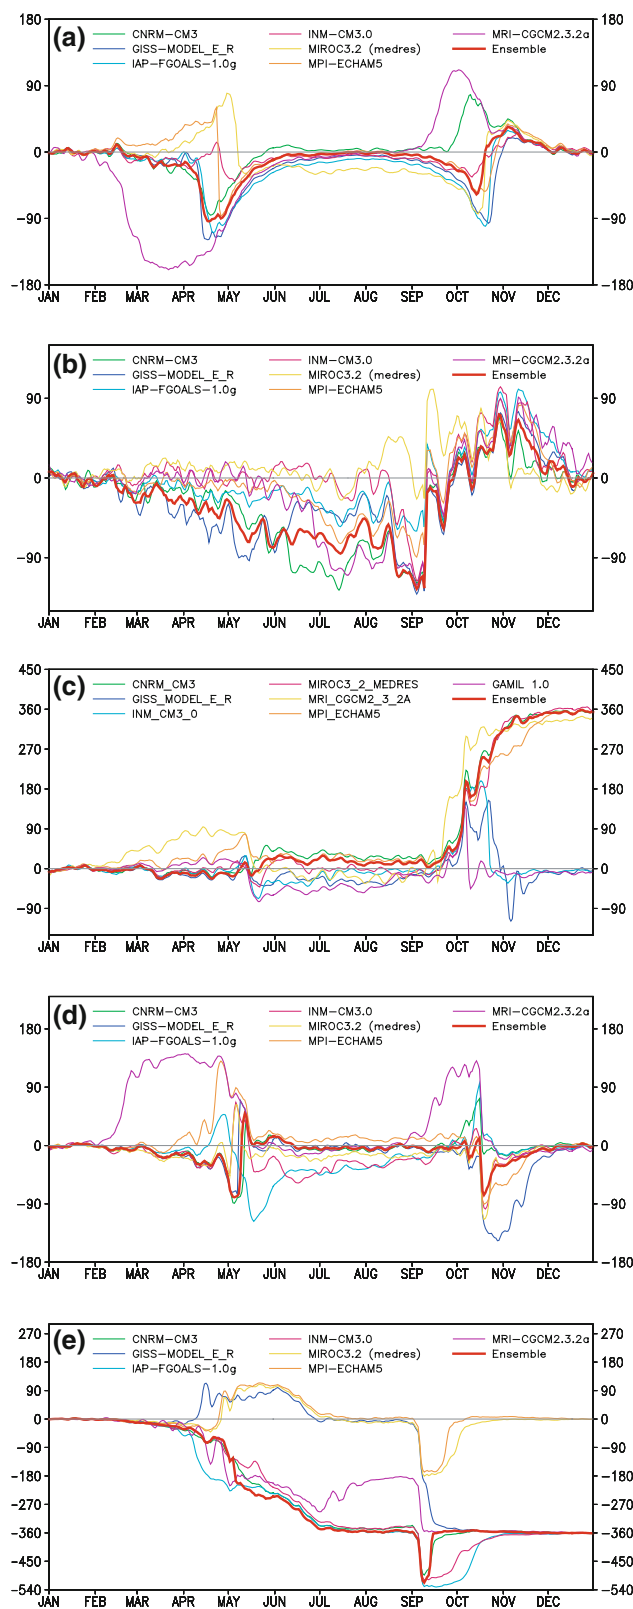 (a)
CNRM-CM3
GISS-MODEL_E_R
IAP-FGOALS-1.0g
INM-CM3.0
MIROC3.2 (medres)
MPI-ECHAM5
MRI-CGCM2.3.2a
Ensemble
180 180
90 90
0 0
-90 -90
-180 -180
JAN FEB MAR APR MAY JUN JUL AUG SEP OCT NOV DEC
(b)
CNRM-CM3
GISS-MODEL_E_R
IAP-FGOALS-1.0g
INM-CM3.0
MIROC3.2 (medres)
MPI-ECHAM5
MRI-CGCM2.3.2a
Ensemble
90 90
0 0
-90 -90
JAN FEB MAR APR MAY JUN JUL AUG SEP OCT NOV DEC
(c)
CNRM_CM3
GISS_MODEL_E_R
INM_CM3_0
MIROC3_2_MEDRES
MRI_CGCM2_3_2A
MPI_ECHAM5
GAMIL 1.0
Ensemble
450 450
360 360
270 270
180 180
90 90
0 0
-90 -90
JAN FEB MAR APR MAY JUN JUL AUG SEP OCT NOV DEC
(d)
CNRM-CM3
GISS-MODEL_E_R
IAP-FGOALS-1.0g
INM-CM3.0
MIROC3.2 (medres)
MPI-ECHAM5
MRI-CGCM2.3.2a
Ensemble
180 180
90 90
0 0
-90 -90
-180 -180
JAN FEB MAR APR MAY JUN JUL AUG SEP OCT NOV DEC
(e)
CNRM-CM3
GISS-MODEL_E_R
IAP-FGOALS-1.0g
INM-CM3.0
MIROC3.2 (medres)
MPI-ECHAM5
MRI-CGCM2.3.2a
Ensemble
270 270
180 180
90 90
0 0
-90 -90
-180 -180
-270 -270
-360 -360
-450 -450
-540 -540
JAN FEB MAR APR MAY JUN JUL AUG SEP OCT NOV DEC